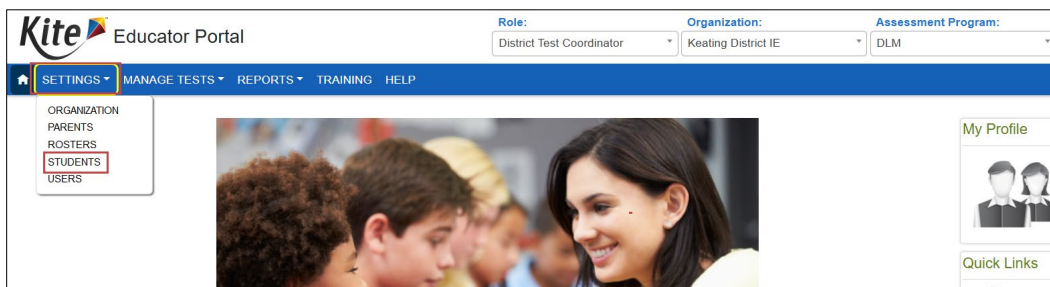 Kite Educator Portal
Role:
District Test Coordinator
Organization:
Keating District IE
Assessment Program:
DLM
SETTINGS MANAGE TESTS REPORTS TRAINING HELP
ORGANIZATION
PARENTS
ROSTERS
STUDENTS
USERS
My Profile
Quick Links